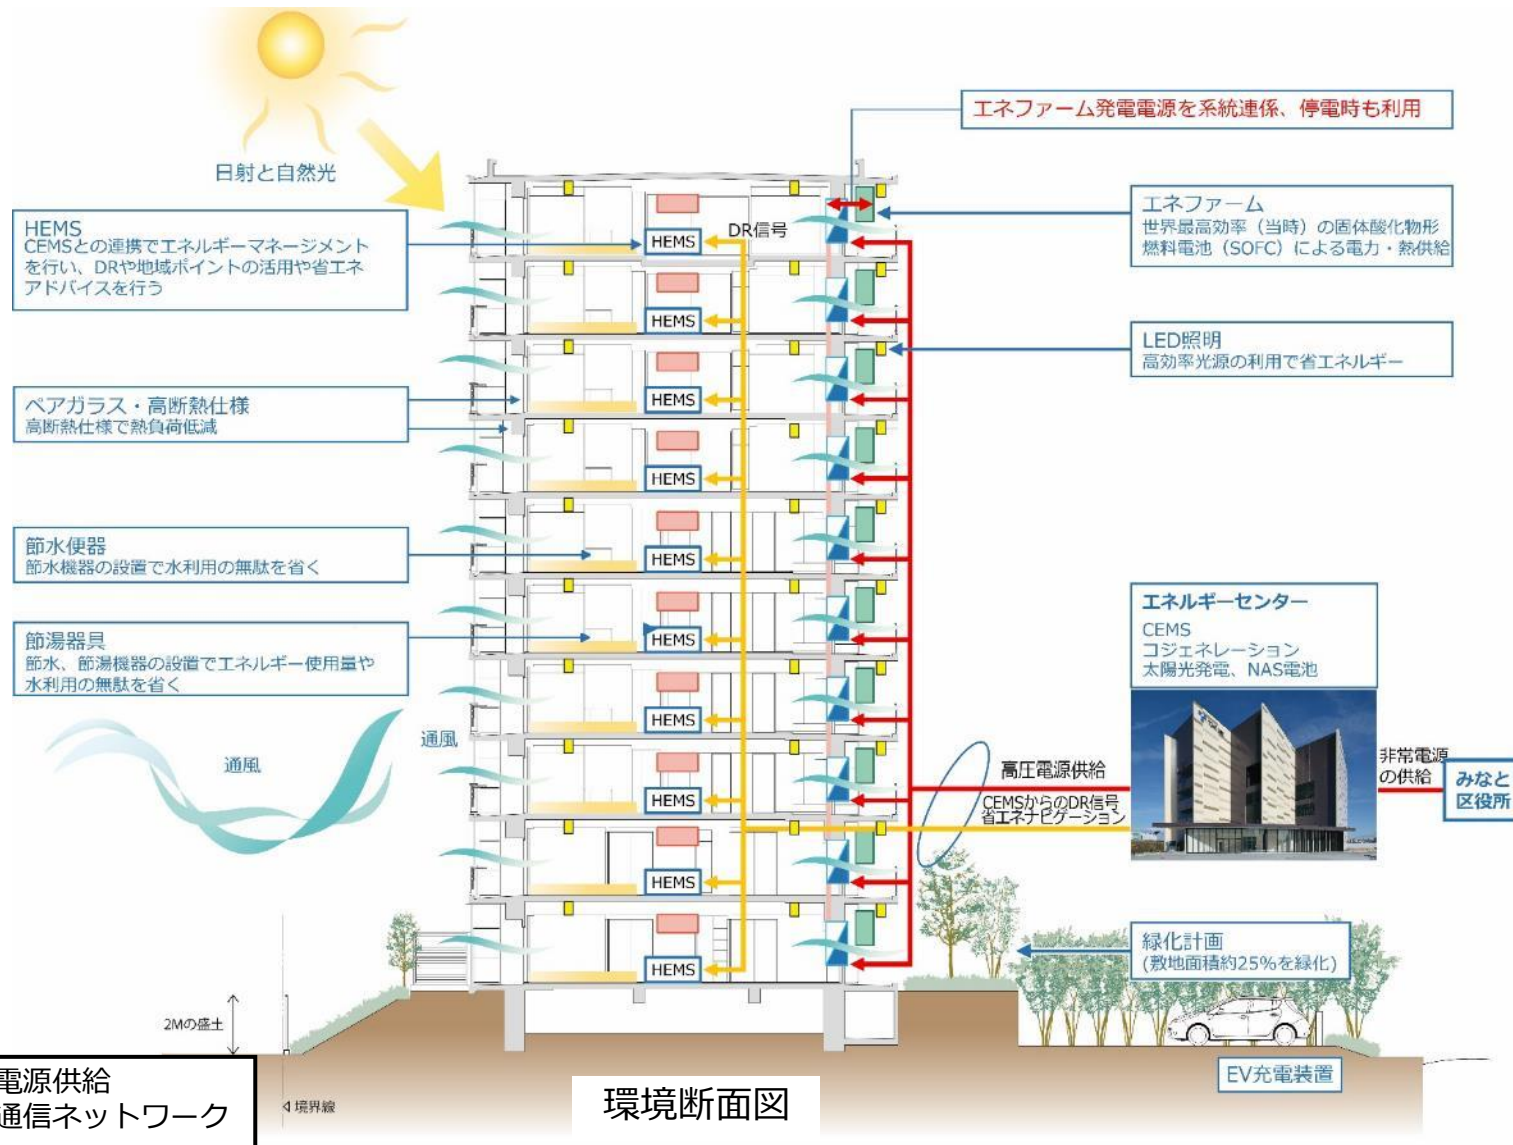 日射と自然光
エネファーム発電電源を系統連係、停電時も利用
HEMS
CEMSとの連携でエネルギーマネージメント
を行い、DRや地域ポイントの活用や省エネ
アドバイスを行う
DR信号
エネファーム
世界最高効率（当時）の固体酸化物形
燃料電池（SOFC）による電力・熱供給
HEMS
HEMS
LED照明
高効率光源の利用で省エネルギー
ペアガラス・高断熱仕様
高断熱仕様で熱負荷低減
HEMS
HEMS
節水便器
節水機器の設置で水利用の無駄を省く
HEMS
エネルギーセンター
CEMS
コジェネレーション
太陽光発電、NAS電池
節湯器具
節水、節湯機器の設置でエネルギー使用量や
水利用の無駄を省く
HEMS
HEMS
通風
通風
高圧電源供給
CEMSからのDR信号
省エネナビゲーション
非常電源
の供給
みなと
区役所
HEMS
HEMS
HEMS
緑化計画
(敷地面積約25%を緑化)
2Mの盛土
EV充電装置
電源供給
通信ネットワーク
境界線
環境断面図